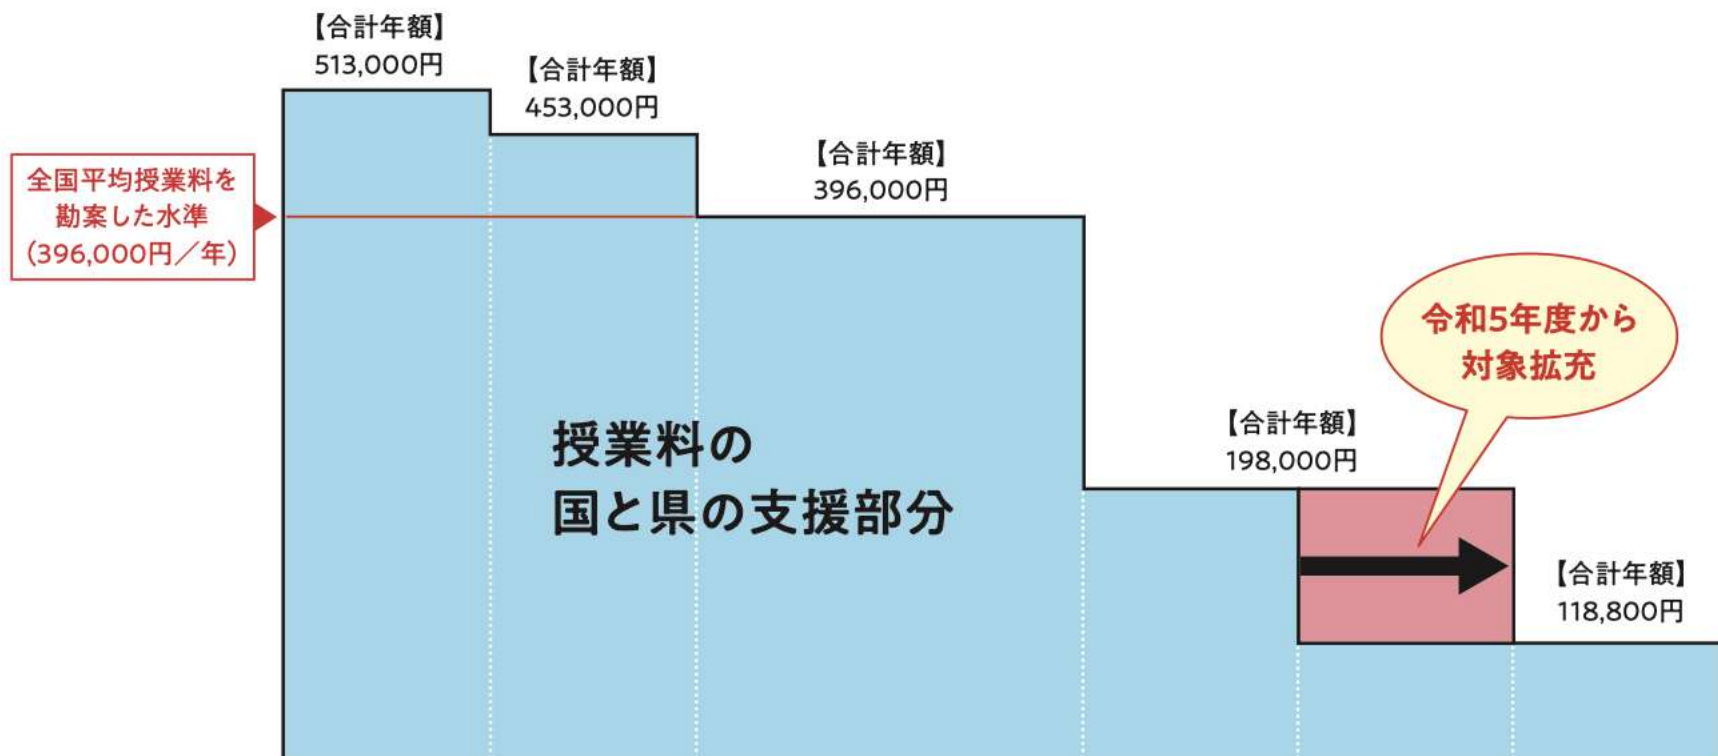 【合計年額】
513,000円
【合計年額】
453,000円
【合計年額】
396,000円
全国平均授業料を
勘案した水準
(396,000円／年)
令和5年度から
対象拡充
【合計年額】
198,000円
授業料の
国と県の支援部分
【合計年額】
118,800円